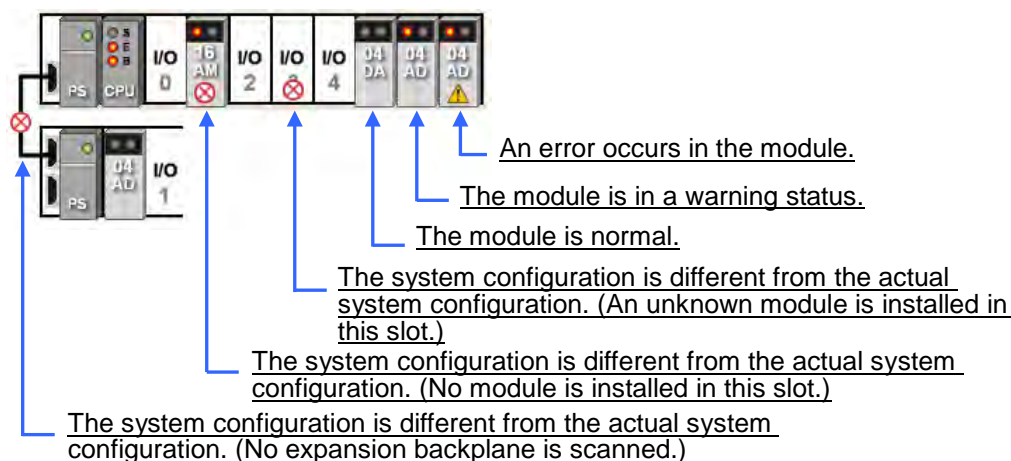 PS CPU S E B I/O 0 16 AM I/O 2 I/O I/O 4 04 DA 04 AD 04 AD
PS 04 AD I/O 1
An error occurs in the module.
The module is in a warning status.
The module is normal.
The system configuration is different from the actual
system configuration. (An unknown module is installed in
this slot.)
The system configuration is different from the actual system
configuration. (No module is installed in this slot.)
The system configuration is different from the actual system
configuration. (No expansion backplane is scanned.)